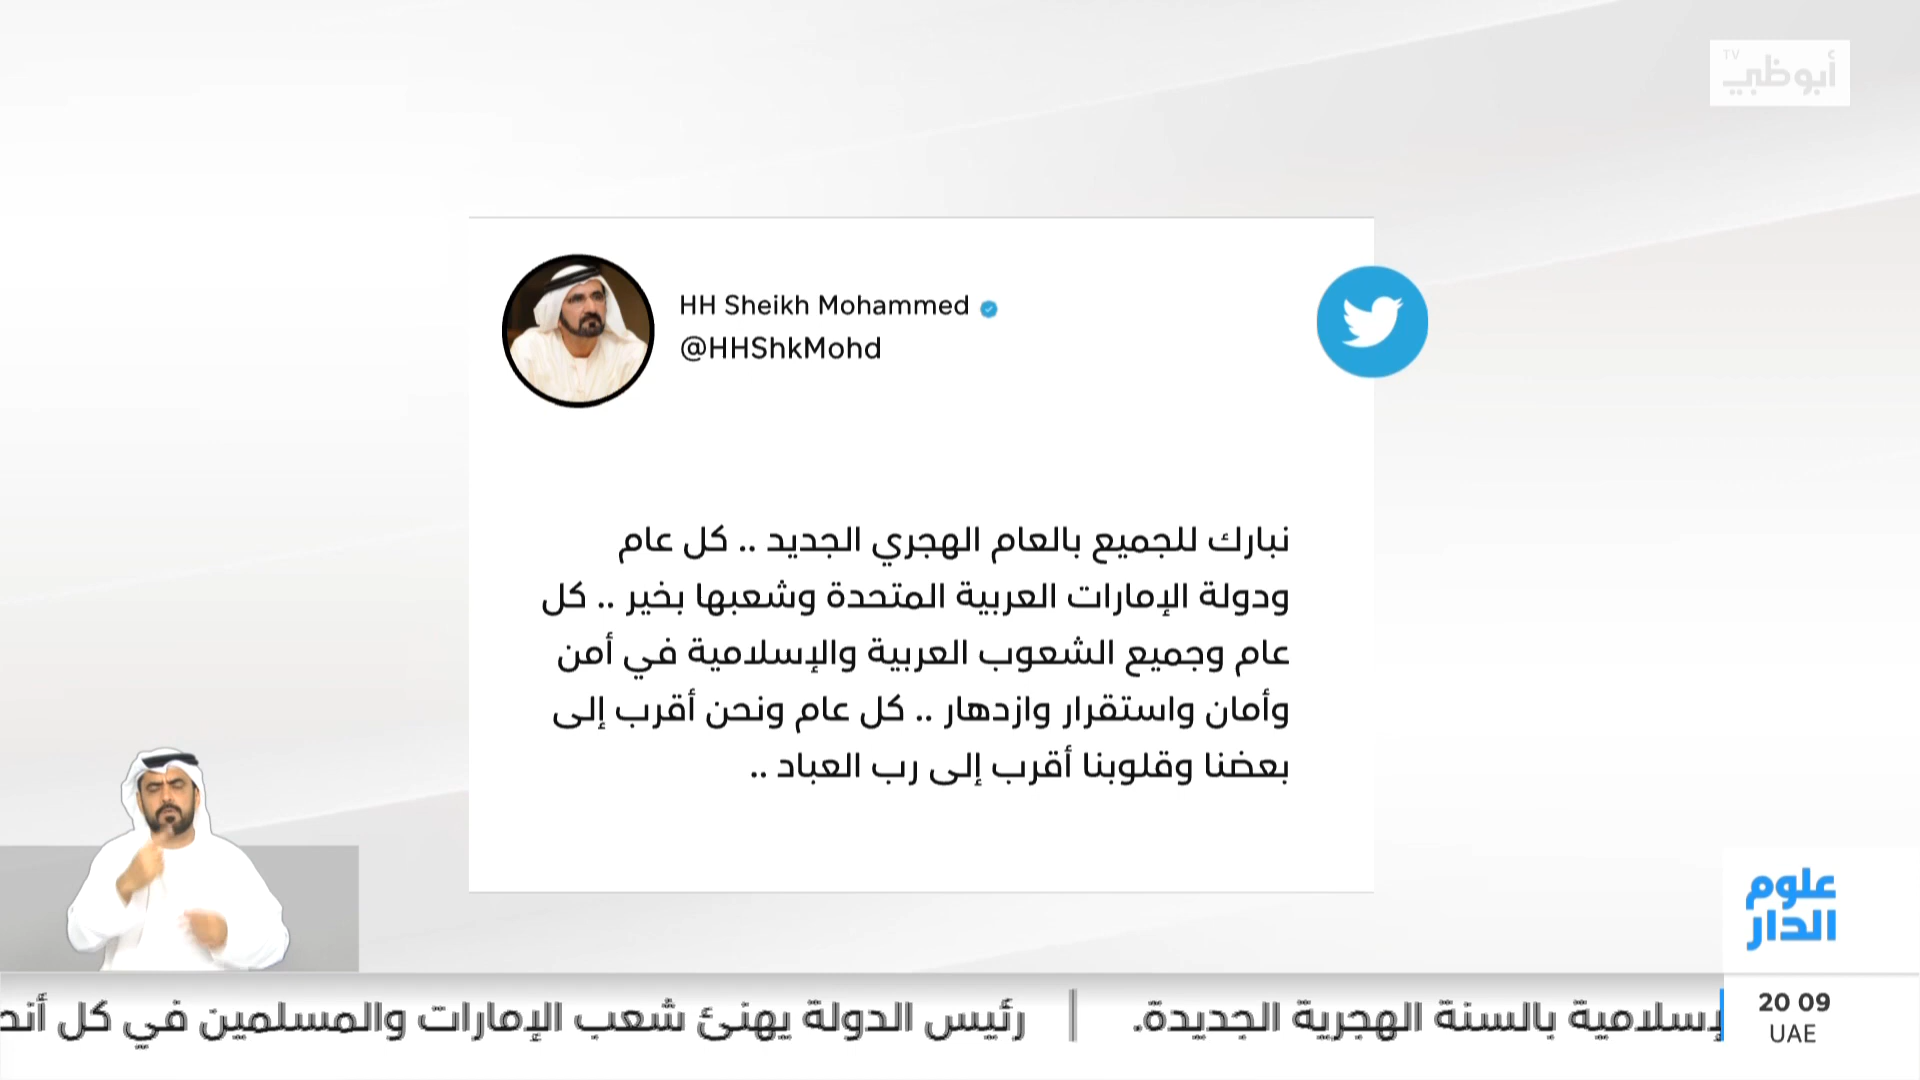 أبوظبي TV
HH Sheikh Mohammed
@HHShkMohd
نبارك للجميع بالعام الهجري الجديد .. كل عام
ودولة الإمارات العربية المتحدة وشعبها بخير .. كل
عام وجميع الشعوب العربية والإسلامية في أمن
وأمان واستقرار وازدهار .. كل عام ونحن أقرب إلى
بعضنا وقلوبنا أقرب إلى رب العباد ..
علوم
الدار
لإسلامية بالسنة الهجرية الجديدة. | رئيس الدولة يهنئ شعب الإمارات والمسلمين في كل
20 09
UAE